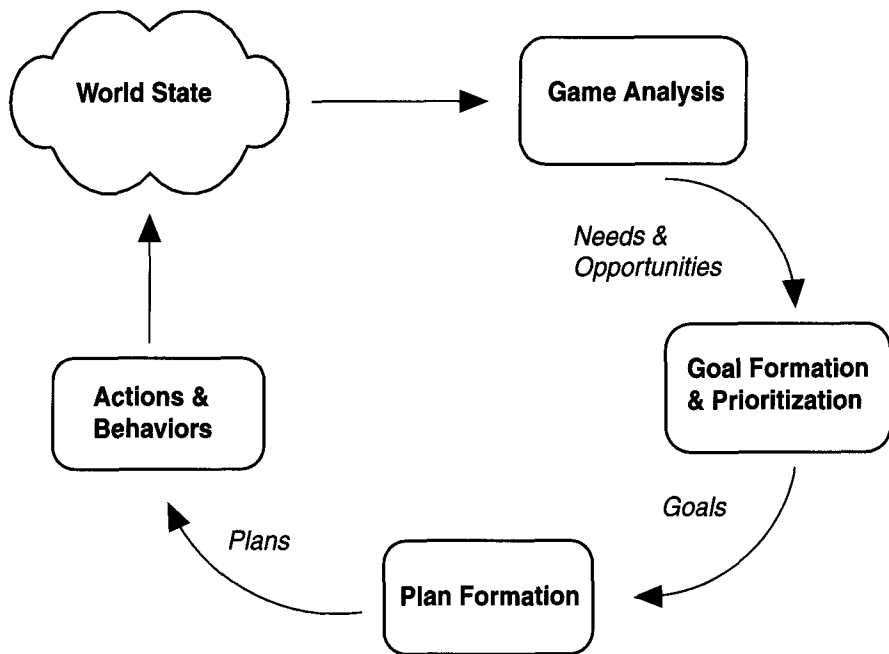 World State
Game Analysis
Needs &
Opportunities
Goal Formation
& Prioritization
Goals
Plan Formation
Plans
Actions &
Behaviors